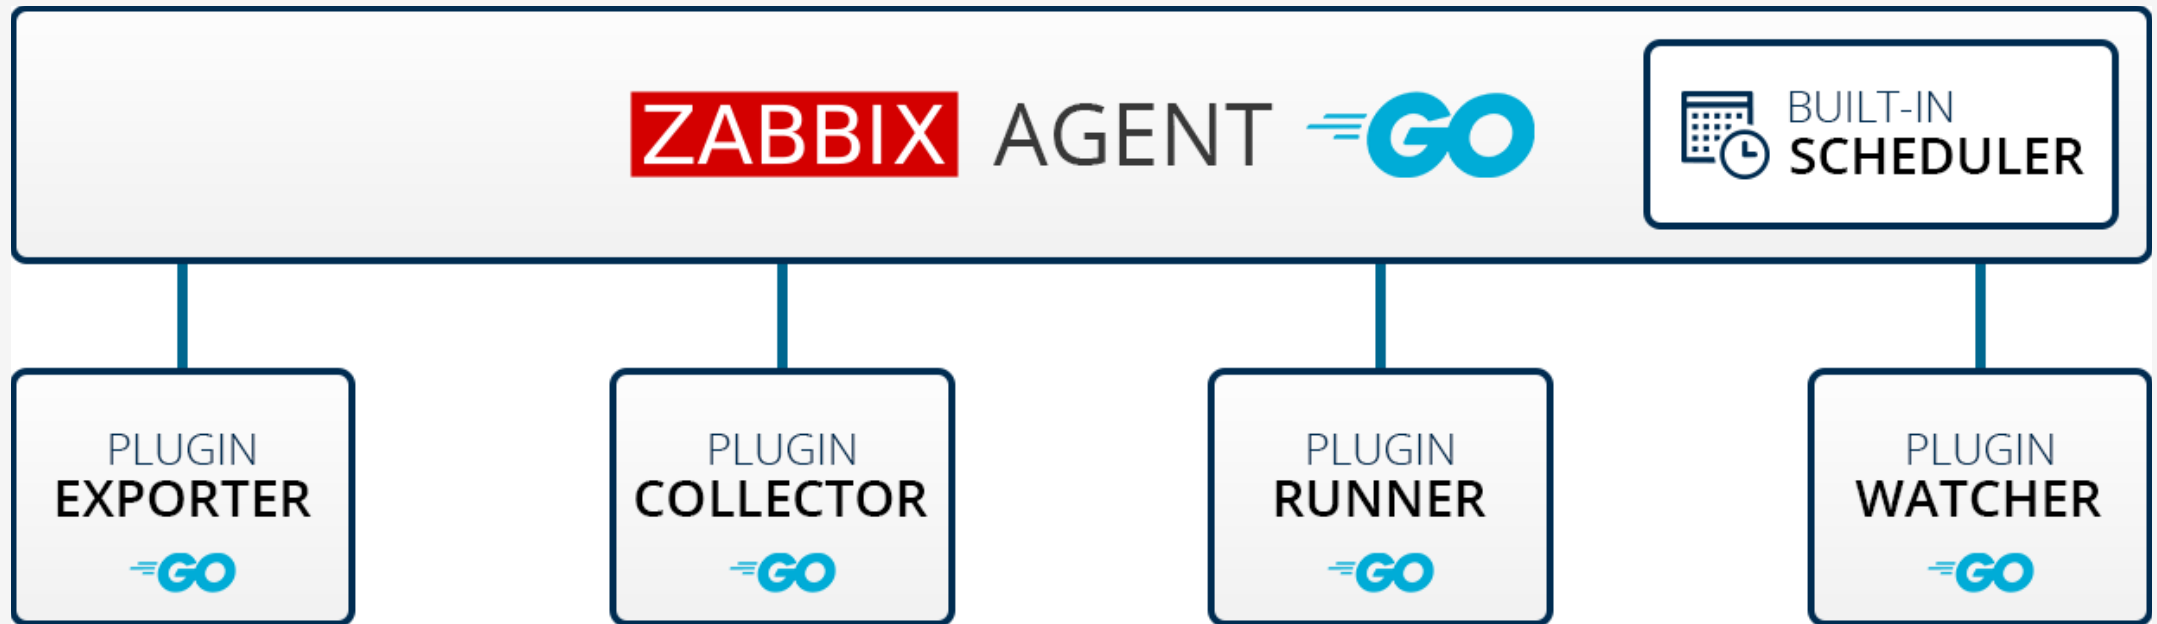 ZABBIX AGENT GO
BUILT-IN
SCHEDULER
PLUGIN
EXPORTER
GO
PLUGIN
COLLECTOR
GO
PLUGIN
RUNNER
GO
PLUGIN
WATCHER
GO